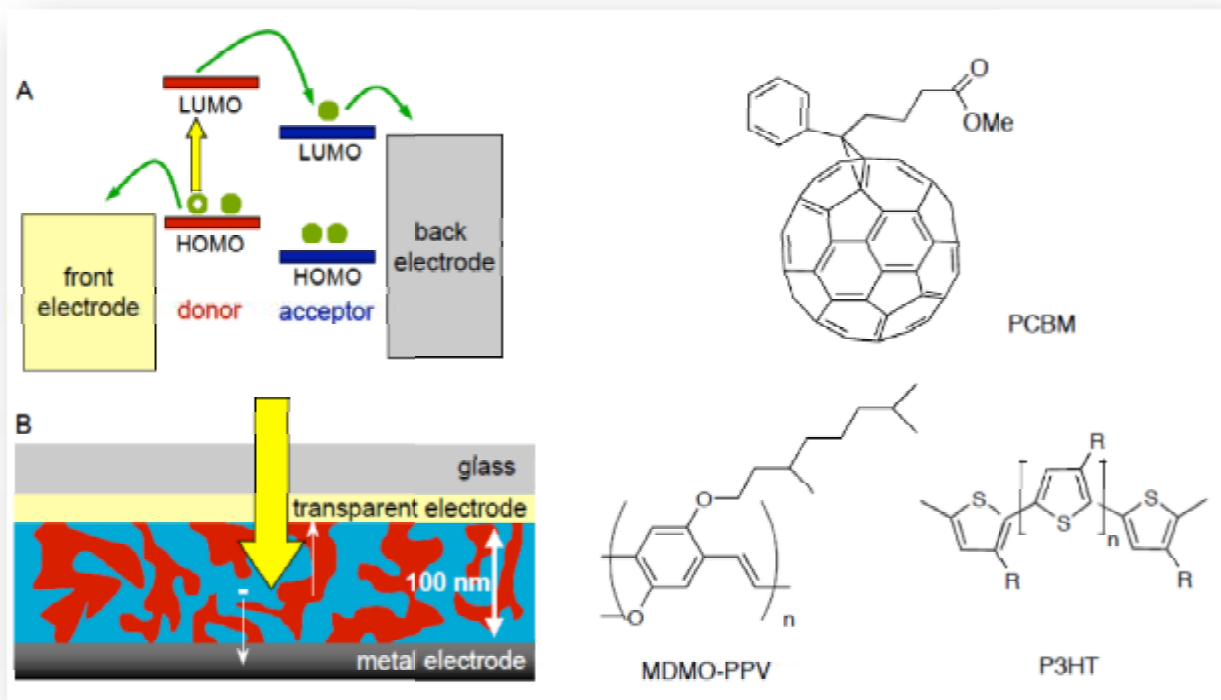 A
LUMO
LUMO
HOMO
HOMO
front
electrode
donor
acceptor
back
electrode
B
glass
transparent electrode
100 nm
-
metal electrode
O
OMe
PCBM
O
O
n
MDMO-PPV
S
R
S
R
n
S
R
P3HT